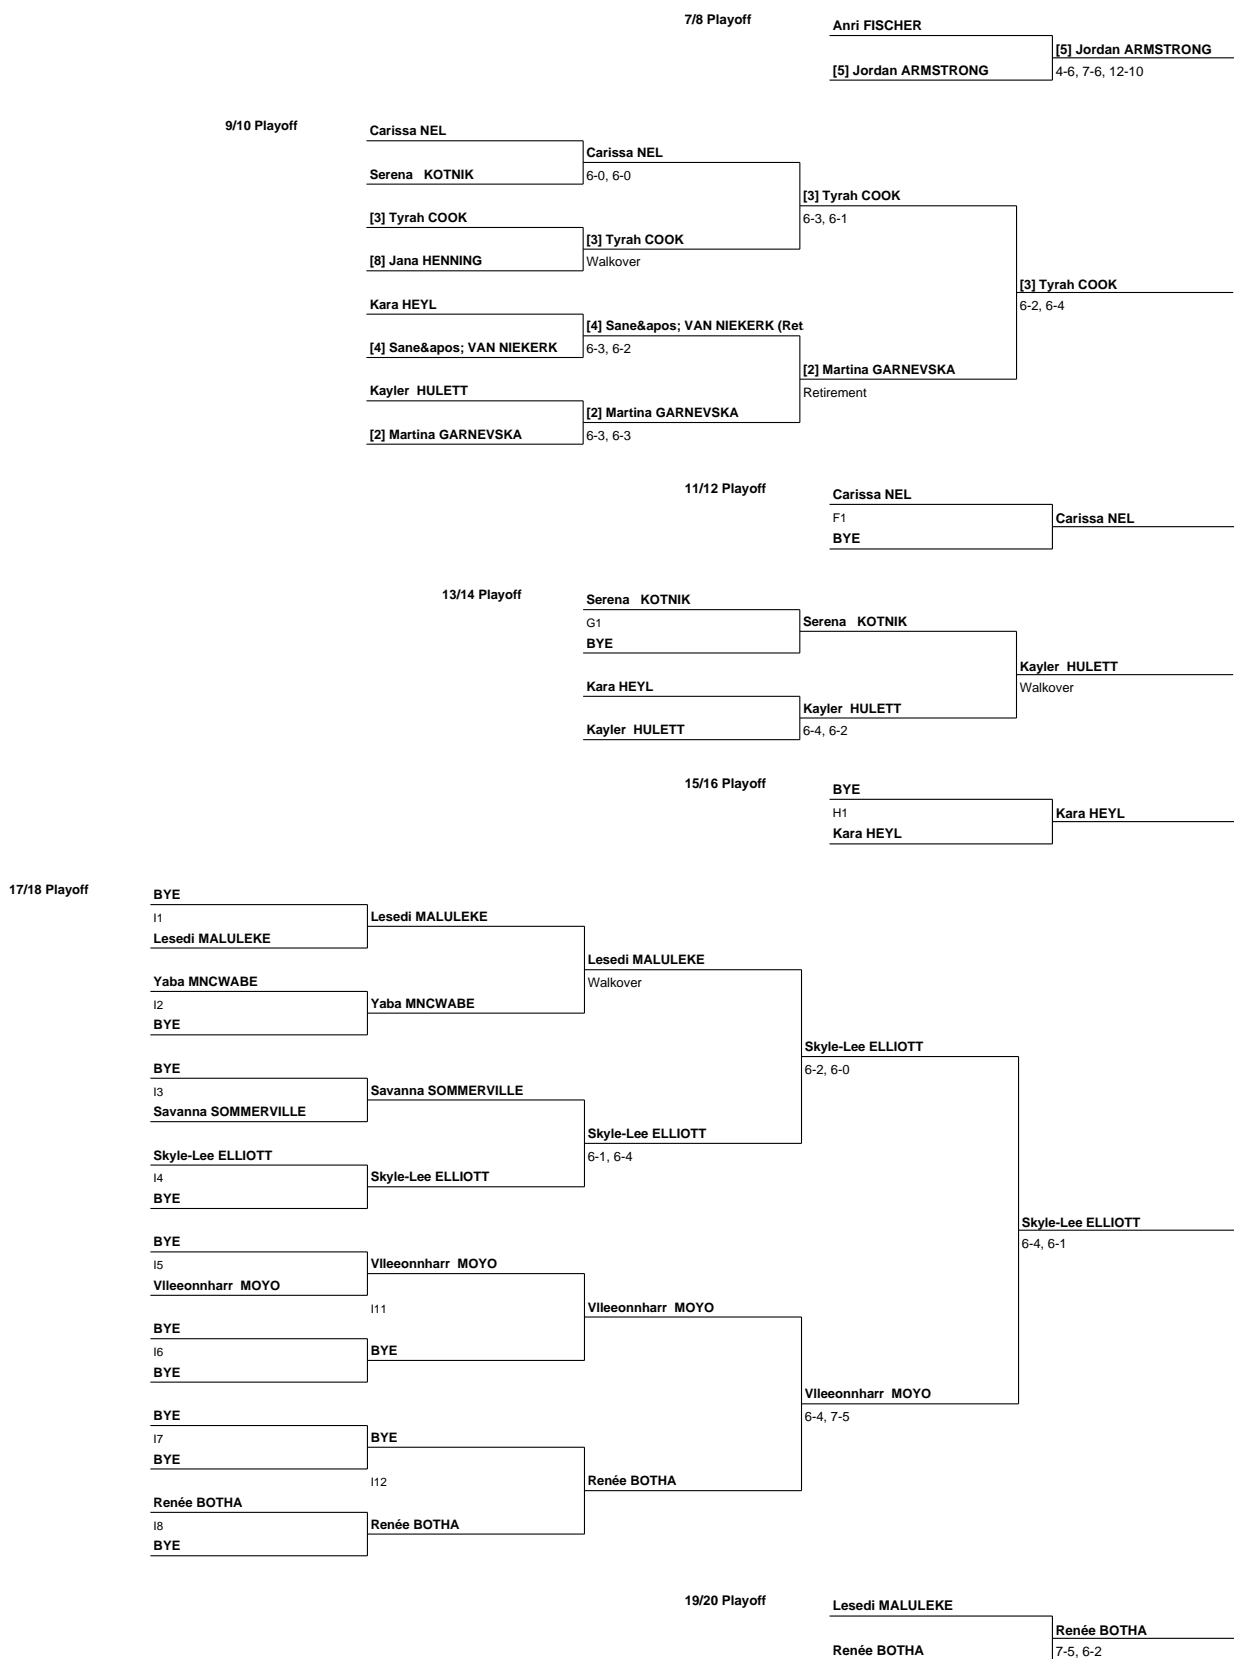 7/8 Playoff
Anri FISCHER
[5] Jordan ARMSTRONG
[5] Jordan ARMSTRONG
4-6, 7-6, 12-10
9/10 Playoff
Carissa NEL
Carissa NEL
Serena KOTNIK
6-0, 6-0
[3] Tyrah COOK
[3] Tyrah COOK
6-3, 6-1
[3] Tyrah COOK
[8] Jana HENNING
Walkover
[3] Tyrah COOK
Kara HEYL
6-2, 6-4
[4] Sane&apos; VAN NIEKERK (Ret
[4] Sane&apos; VAN NIEKERK
6-3, 6-2
[2] Martina GARNEVSKA
Kayler HULETT
Retirement
[2] Martina GARNEVSKA
[2] Martina GARNEVSKA
6-3, 6-3
11/12 Playoff
Carissa NEL
F1
Carissa NEL
BYE
13/14 Playoff
Serena KOTNIK
G1
Serena KOTNIK
BYE
Kayler HULETT
Kara HEYL
Walkover
Kayler HULETT
Kayler HULETT
6-4, 6-2
15/16 Playoff
BYE
H1
Kara HEYL
Kara HEYL
17/18 Playoff
BYE
I1
Lesedi MALULEKE
Lesedi MALULEKE
Lesedi MALULEKE
Yaba MNCWABE
Walkover
I2
Yaba MNCWABE
BYE
Skyle-Lee ELLIOTT
BYE
6-2, 6-0
I3
Savanna SOMMERVILLE
Savanna SOMMERVILLE
Skyle-Lee ELLIOTT
Skyle-Lee ELLIOTT
6-1, 6-4
I4
Skyle-Lee ELLIOTT
BYE
Skyle-Lee ELLIOTT
BYE
6-4, 6-1
I5
Vlleeonnharr MOYO
Vlleeonnharr MOYO
I11
Vlleeonnharr MOYO
BYE
I6
BYE
BYE
Vlleeonnharr MOYO
BYE
6-4, 7-5
I7
BYE
BYE
I12
Renée BOTHA
Renée BOTHA
I8
Renée BOTHA
BYE
19/20 Playoff
Lesedi MALULEKE
Renée BOTHA
Renée BOTHA
7-5, 6-2